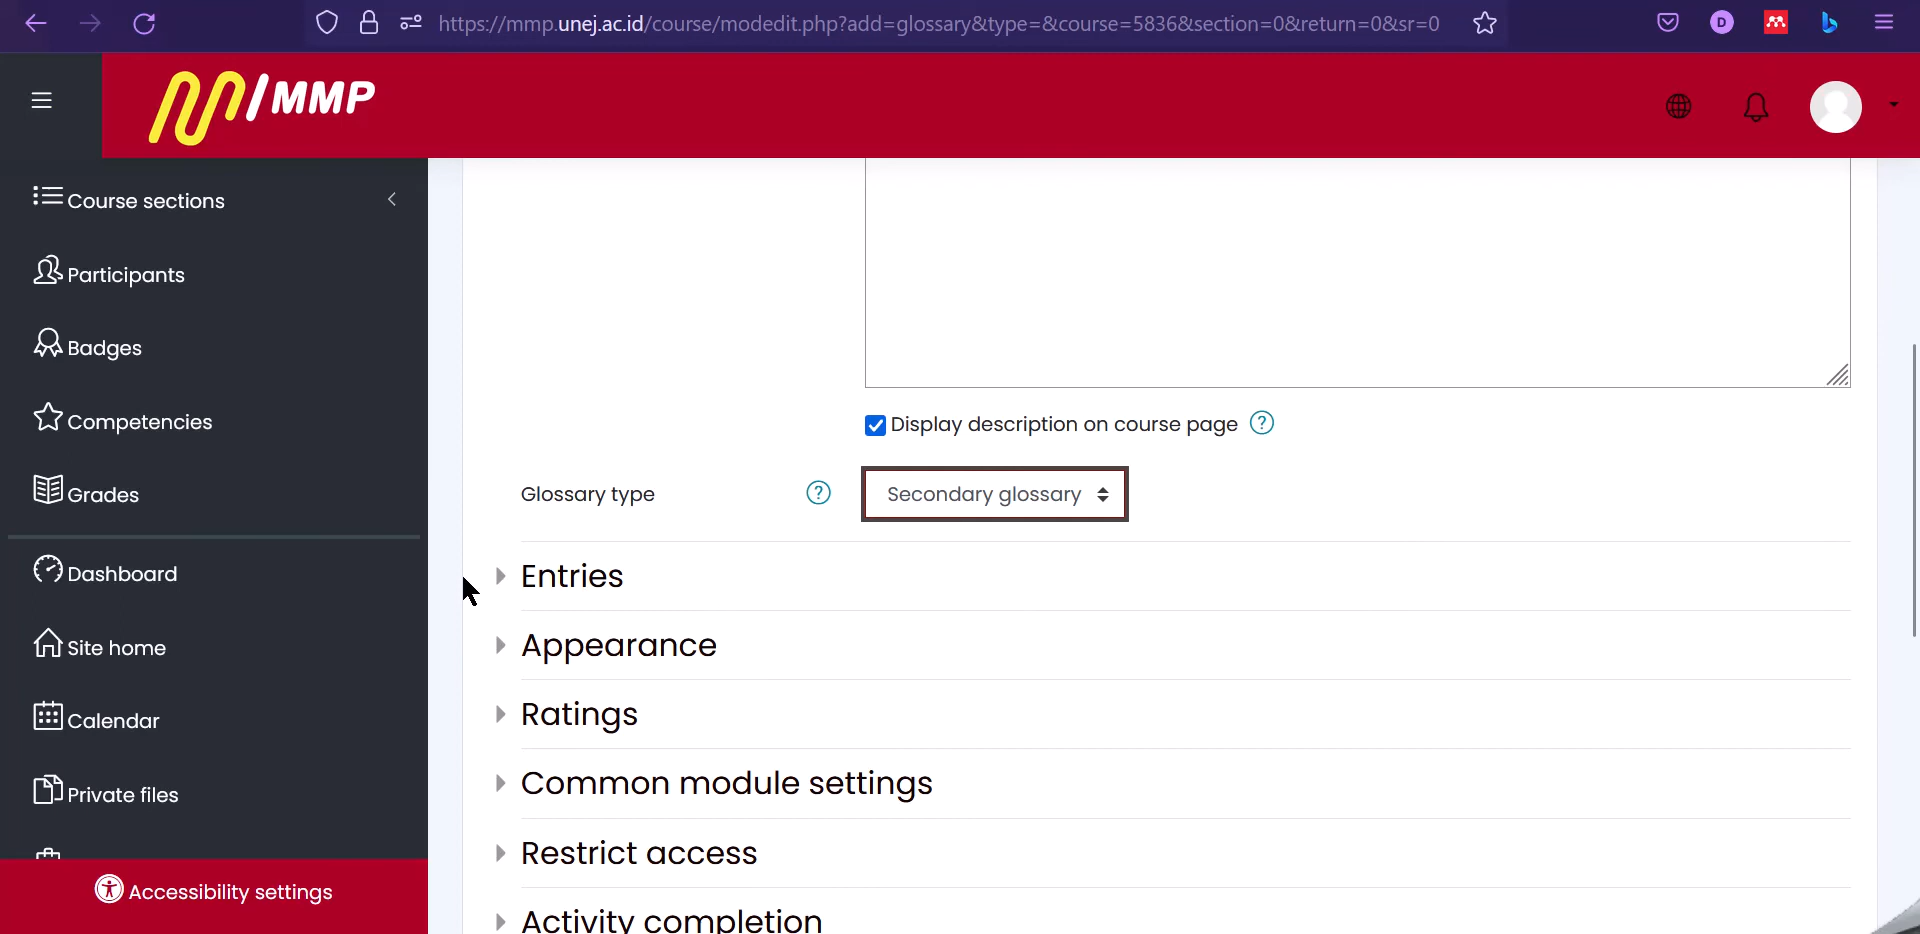 https://mmp.unej.ac.id/course/modedit.php?add=glossary&type=&course=5836&section=0&return=0&sr=0
D
MMP
Course sections
Participants
Badges
Competencies
Grades
Dashboard
Site home
Calendar
Private files
Accessibility settings
Display description on course page ?
Glossary type ? Secondary glossary
Entries
Appearance
Ratings
Common module settings
Restrict access
Activity completion